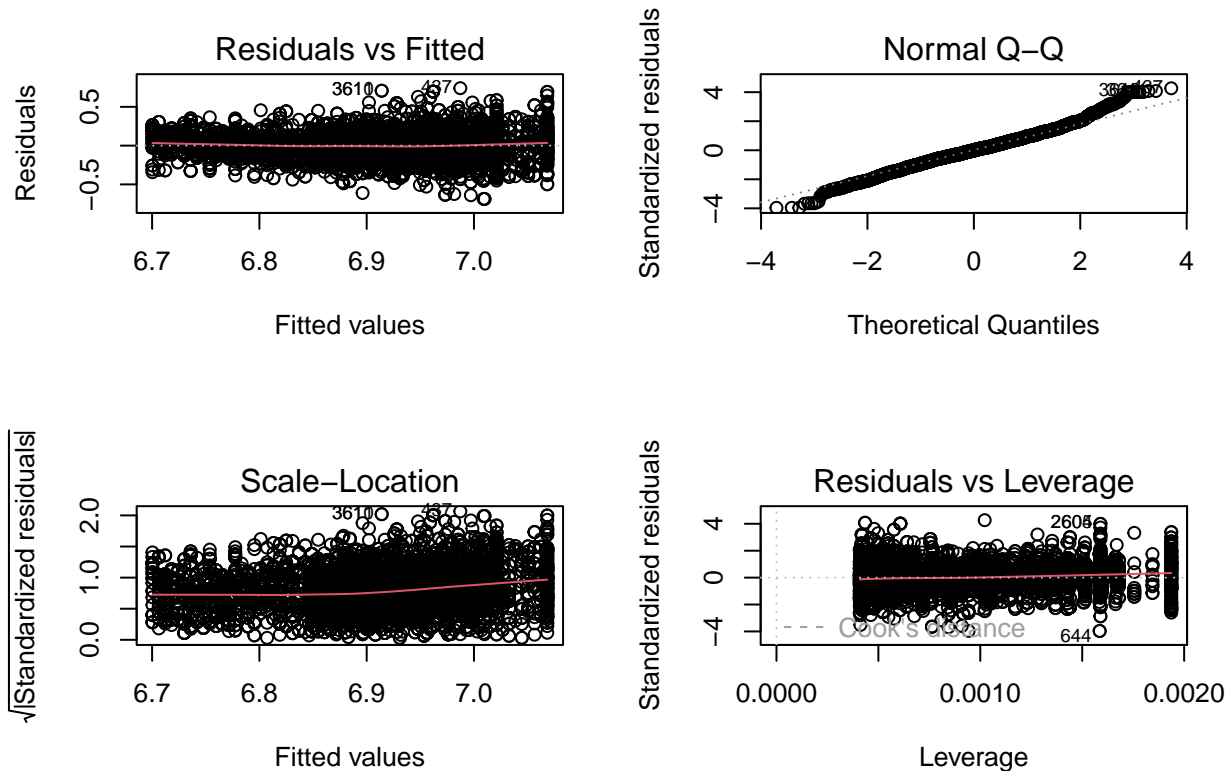 Residuals vs Fitted
Residuals
0.5
−0.5
3611
437
6.7 6.8 6.9 7.0
Fitted values
Normal Q−Q
Standardized residuals
4
0
−4
437
−4 −2 0 2 4
Theoretical Quantiles
Scale−Location
√|Standardized residuals|
2.0
1.0
0.0
437
6.7 6.8 6.9 7.0
Fitted values
Residuals vs Leverage
Standardized residuals
4
0
−4
644
Cook's distance
0.0000 0.0010 0.0020
Leverage